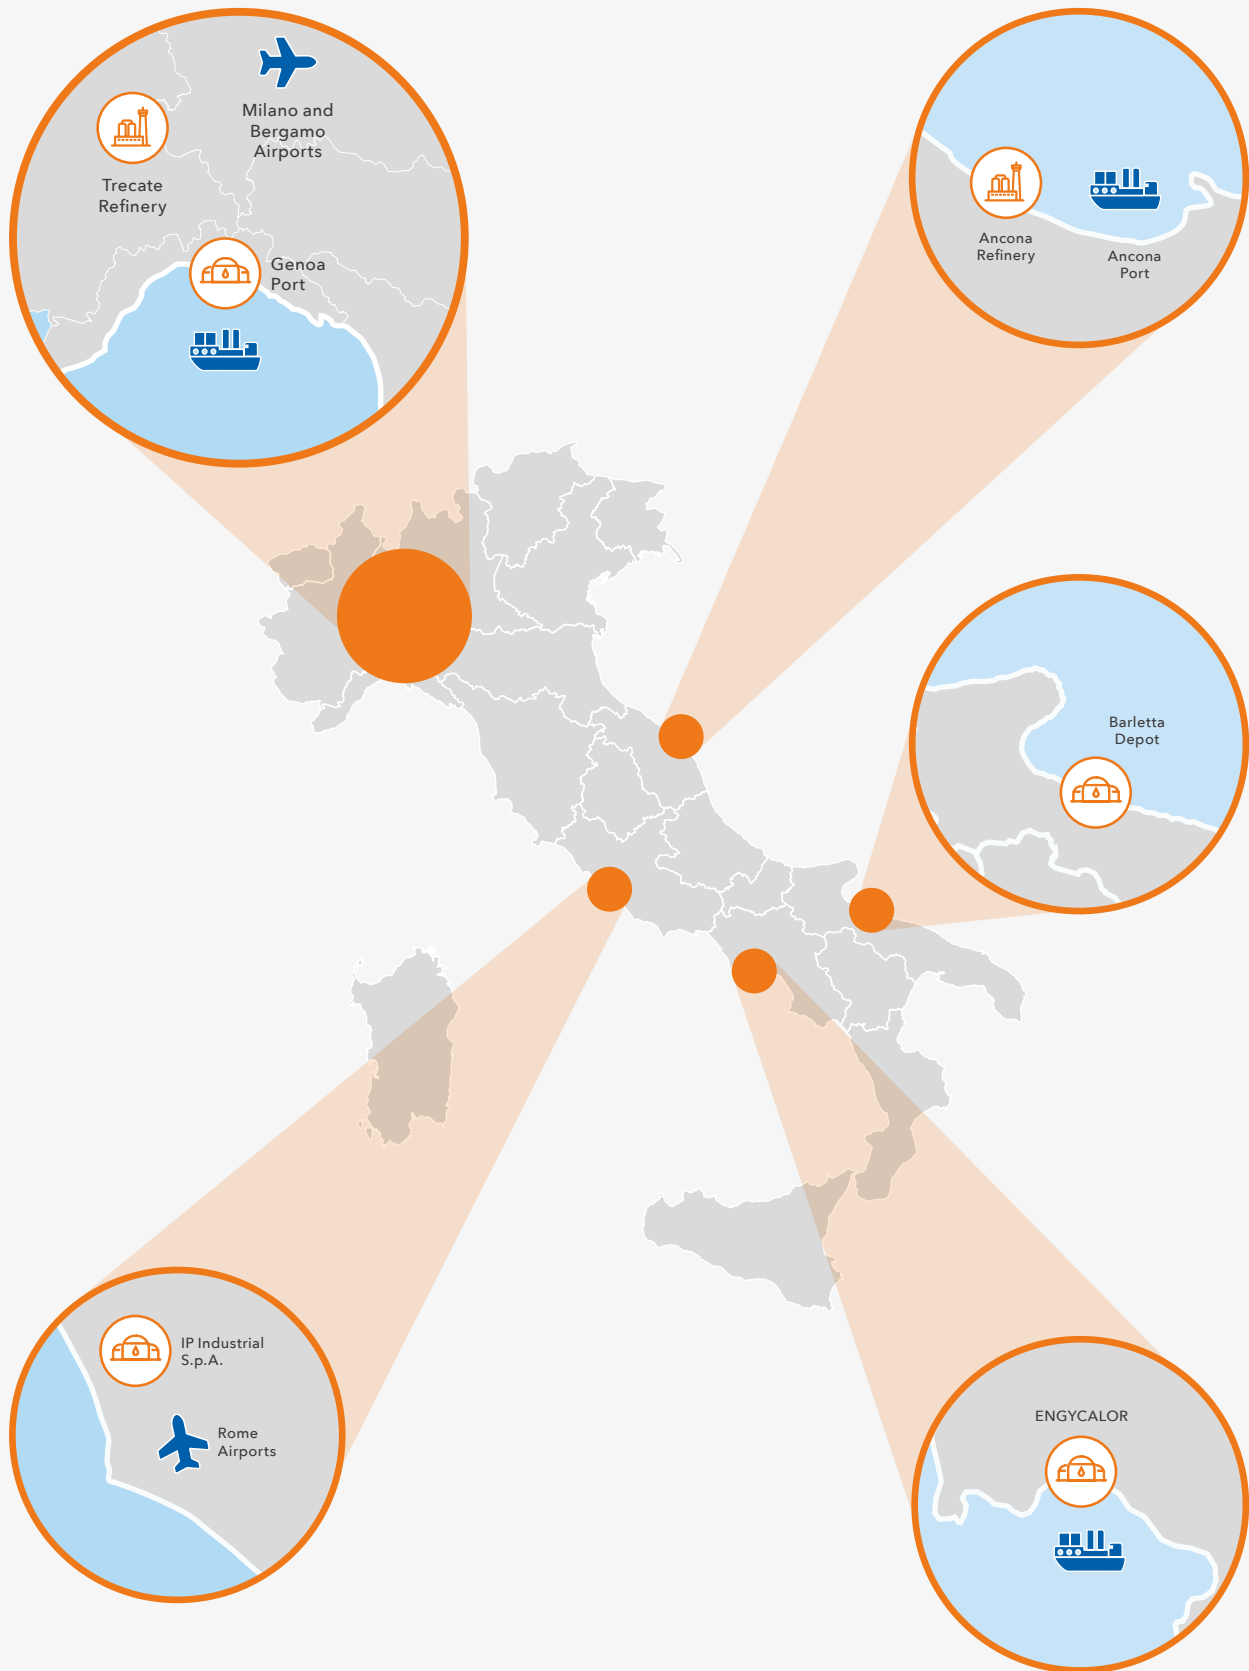 Milano and
Bergamo
Airports
Trecate
Refinery
Genoa
Port
Ancona
Refinery
Ancona
Port
Barletta
Depot
IP Industrial
S.p.A.
Rome
Airports
ENGYCALOR